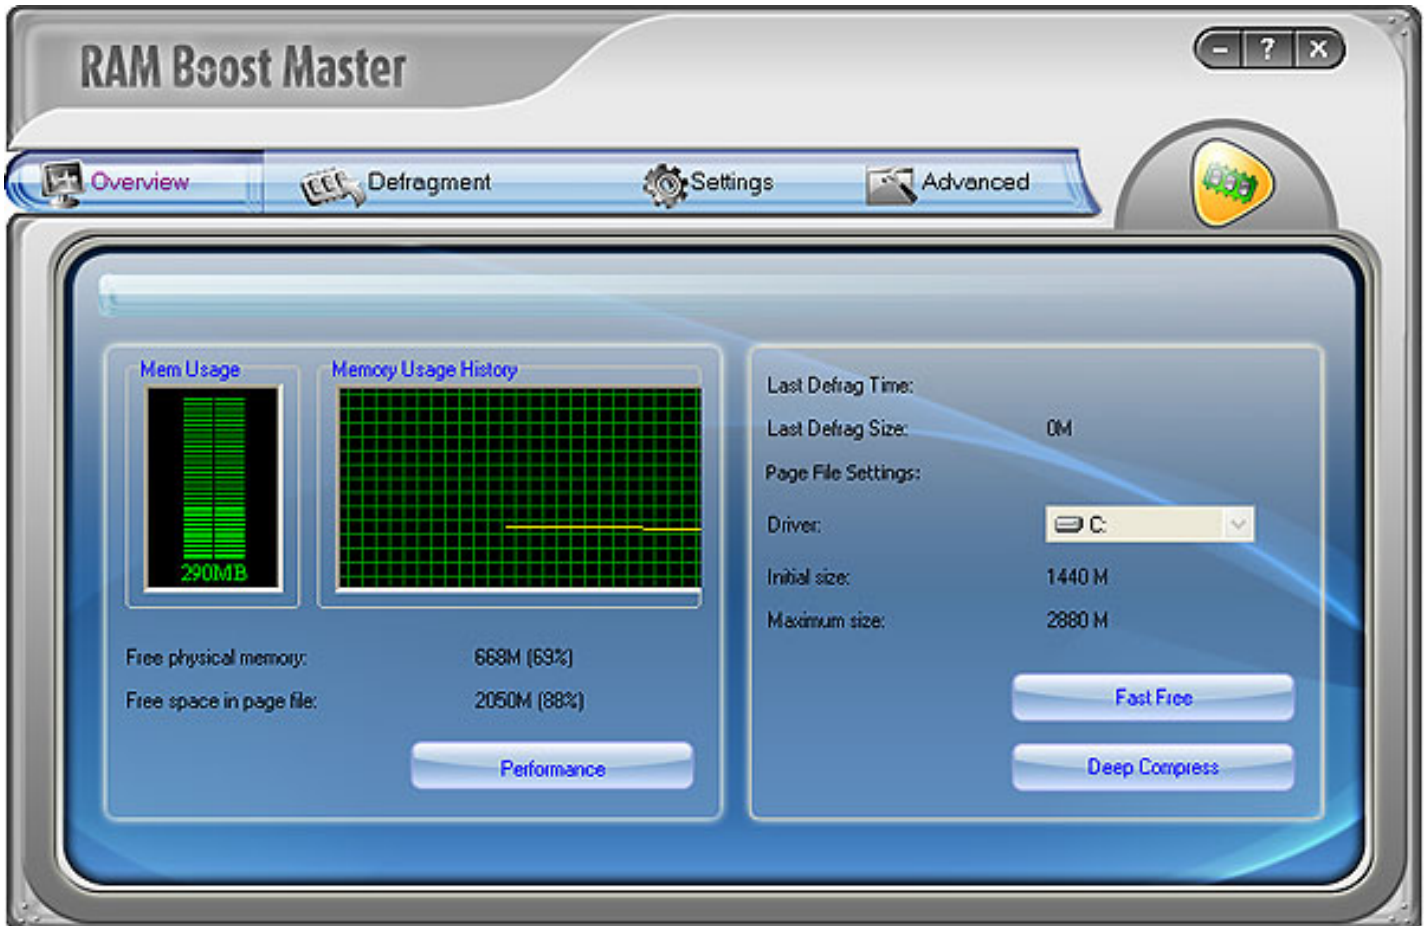 RAM Boost Master
- ? x
Overview Defragment Settings Advanced
Mem Usage Memory Usage History
290MB
Free physical memory: 668M (69%)
Free space in page file: 2050M (88%)
Performance
Last Defrag Time:
Last Defrag Size: 0M
Page File Settings:
Driver: C:
Initial size: 1440 M
Maximum size: 2880 M
Fast Free
Deep Compress